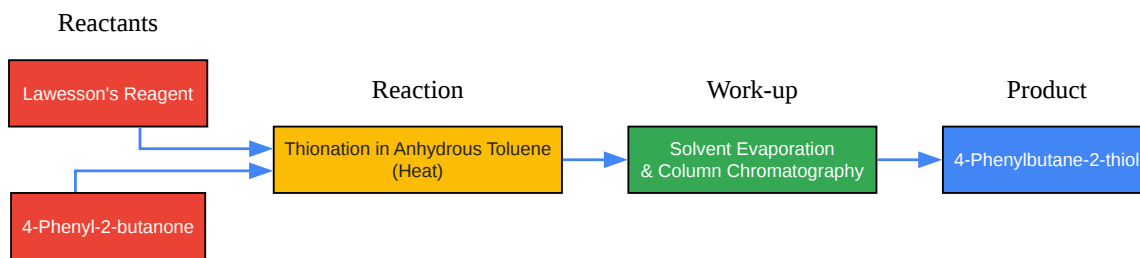 Reactants
Lawesson's Reagent
4-Phenyl-2-butanone
Reaction
Thionation in Anhydrous Toluene
(Heat)
Work-up
Solvent Evaporation
& Column Chromatography
Product
4-Phenylbutane-2-thiol